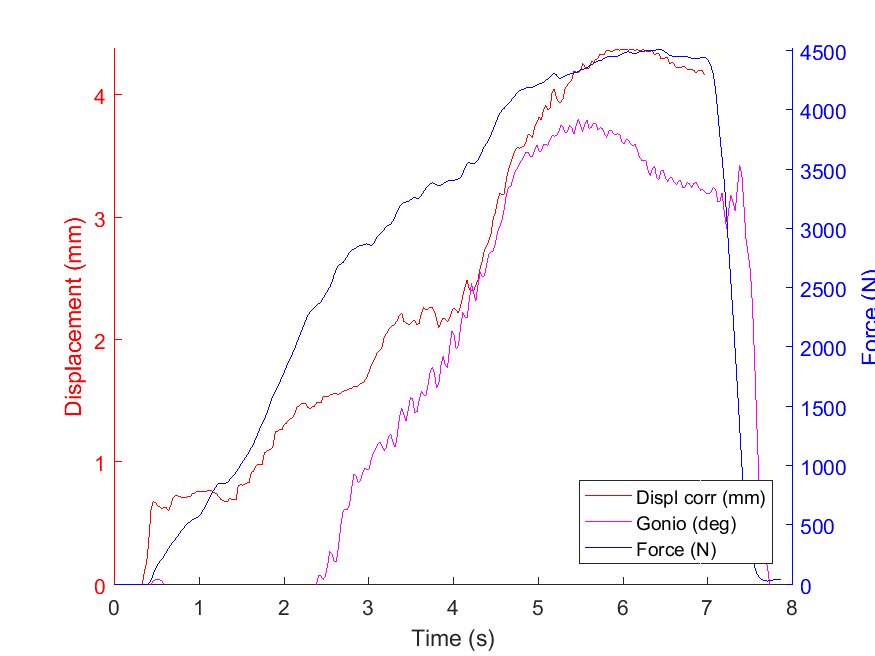 Displacement (mm)
4
3
2
1
0
4500
4000
3500
3000
2500
2000
1500
1000
500
0
Force (N)
Displ corr (mm)
Gonio (deg)
Force (N)
0 1 2 3 4 5 6 7 8
Time (s)